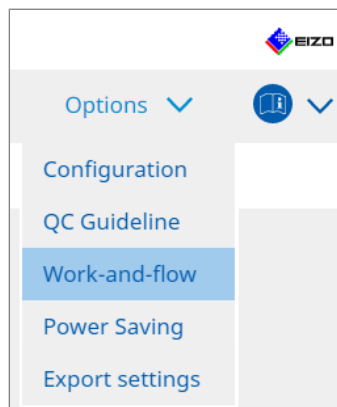 EIZO
Options
Configuration
QC Guideline
Work-and-flow
Power Saving
Export settings